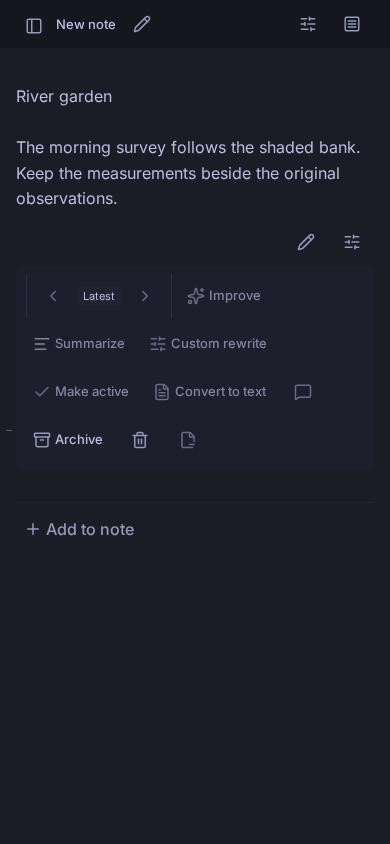 New note
River garden
The morning survey follows the shaded bank.
Keep the measurements beside the original
observations.
Latest
Improve
Summarize
Custom rewrite
Make active
Convert to text
Archive
Add to note